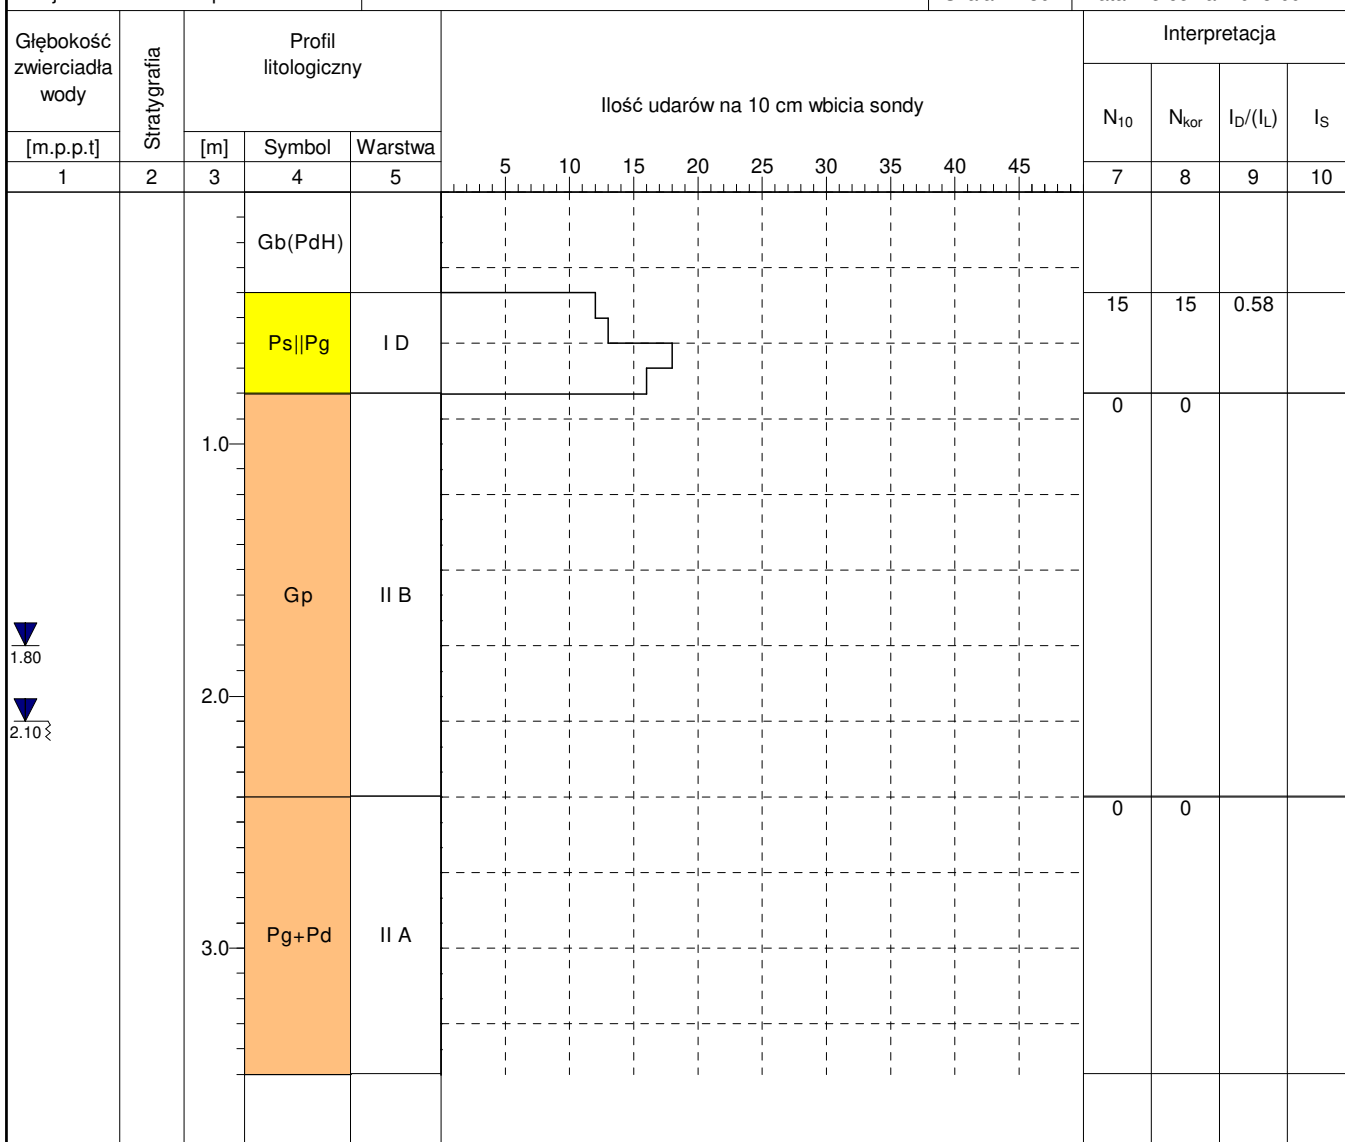 Głębokość
zwierciadła
wody
[m.p.p.t]
Stratygrafia
Profil
litologiczny
[m] Symbol Warstwa
Ilość udarów na 10 cm wbicia sondy
Interpretacja
N10 Nkor ID/(IL) IS
5 10 15 20 25 30 35 40 45
1 2 3 4 5 7 8 9 10
Gb(PdH)
15 15 0.58
Ps||Pg I D
0 0
1.0
Gp II B
1.80
2.0
2.10
0 0
Pg+Pd II A
3.0